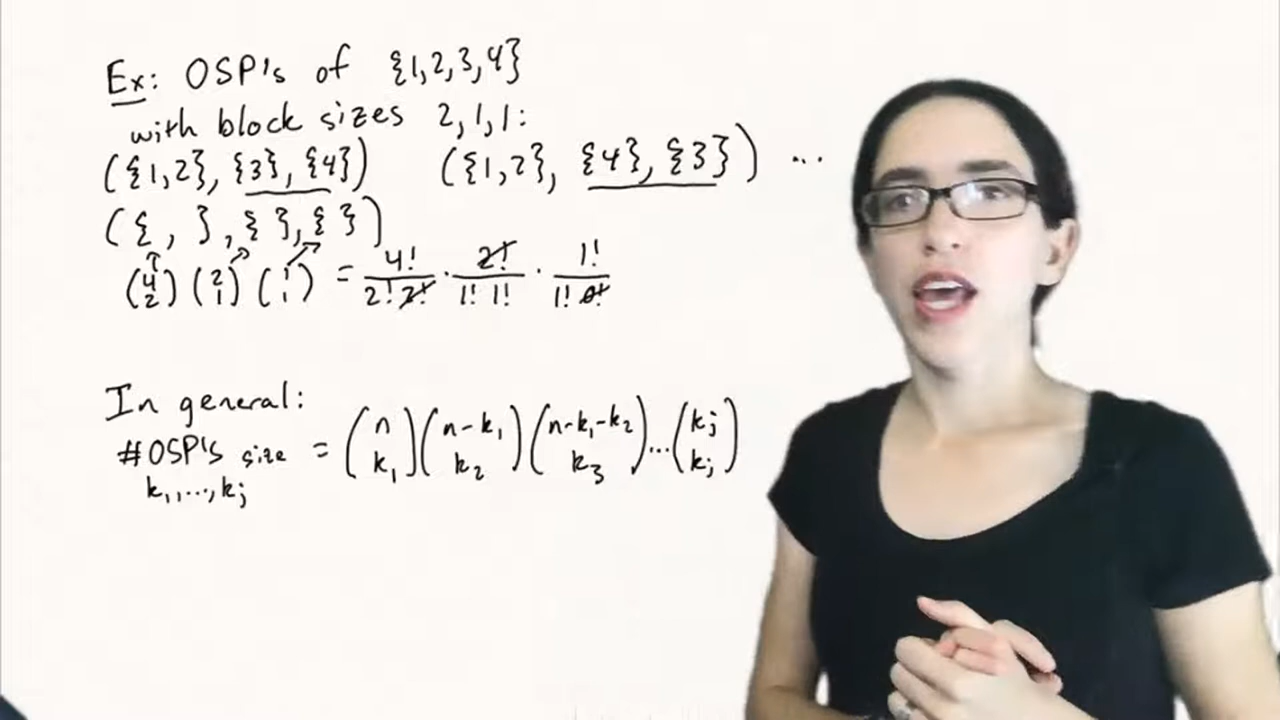 Ex: OSP's of {1,2,3,4}
with block sizes 2,1,1:
({1,2}, {3}, {4}) ({1,2}, {4}, {3}) ...
({ , }, { }, { })
(4 2) (2 1) (1 1) = 4!/(2! 2!) · 2!/(1! 1!) · 1!/(1! 0!)
In general:
#OSP's size = (n k₁) (n-k₁ k₂) (n-k₁-k₂ k₃) ... (kⱼ kⱼ)
k₁,...,kⱼ